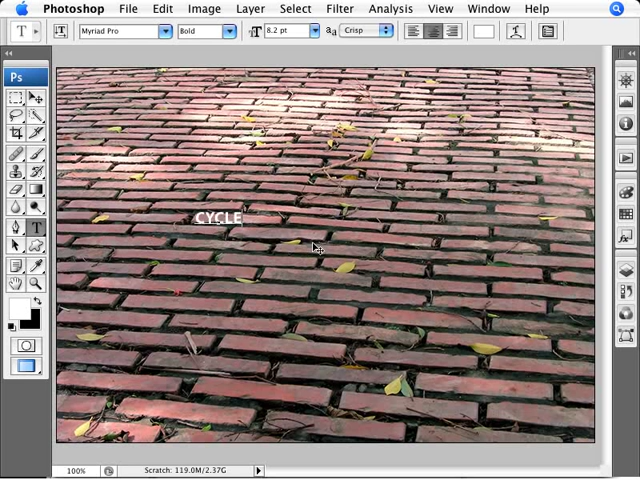 Photoshop File Edit Image Layer Select Filter Analysis View Window Help
T T Myriad Pro Bold T 8.2 pt aa Crisp
Ps
T
CYCLE
100% Scratch: 119.0M/2.37G